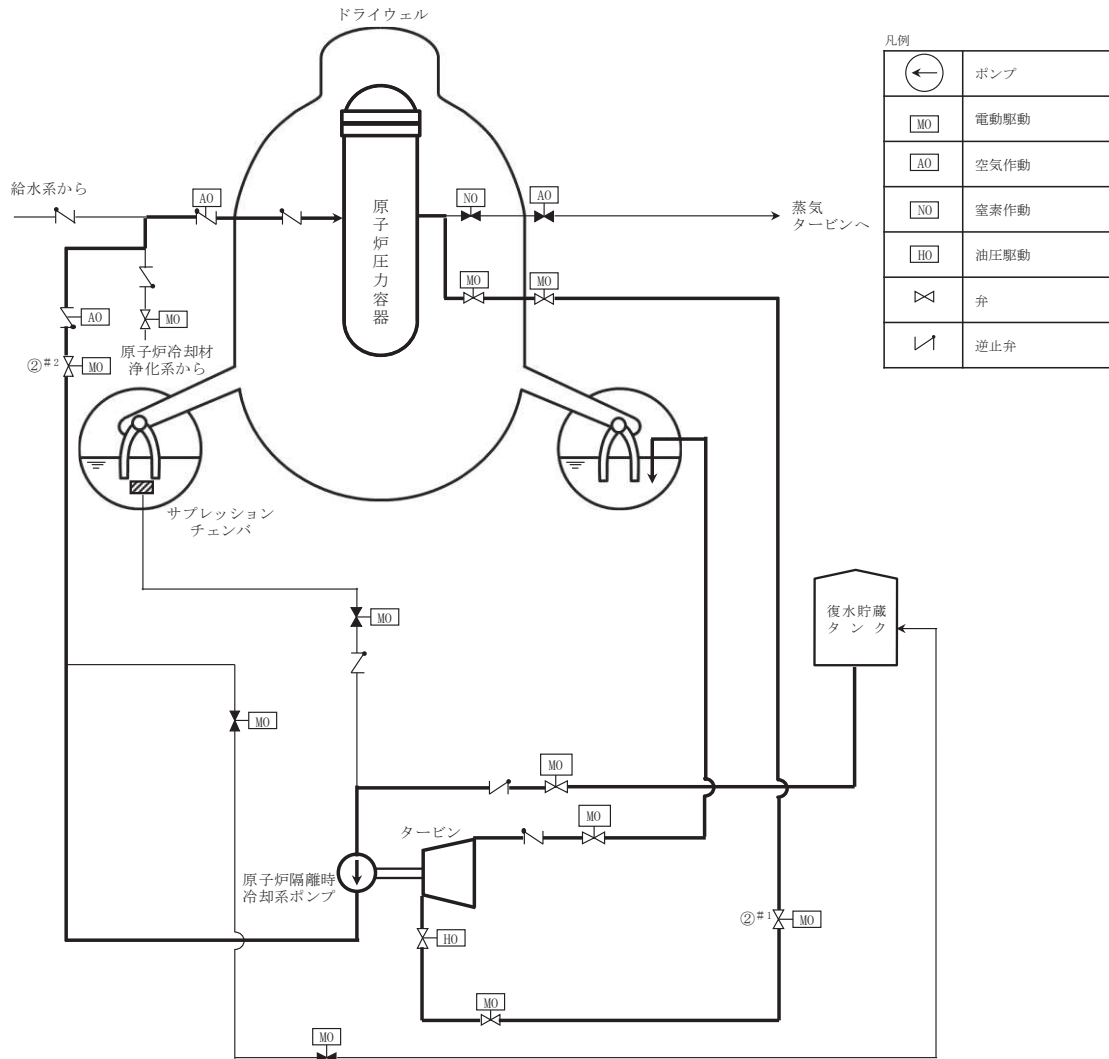 ドライウェル
凡例
ポンプ
MO
電動駆動
AO
空気作動
NO
窒素作動
HO
油圧駆動
弁
逆止弁
給水系から
AO
NO
AO
蒸気
タービンへ
原子炉圧力容器
MO
MO
AO
MO
②#2
MO
原子炉冷却材
浄化系から
サプレッション
チェンバ
MO
復水貯蔵
タンク
MO
MO
MO
タービン
原子炉隔離時
冷却系ポンプ
②#1
MO
HO
MO
MO